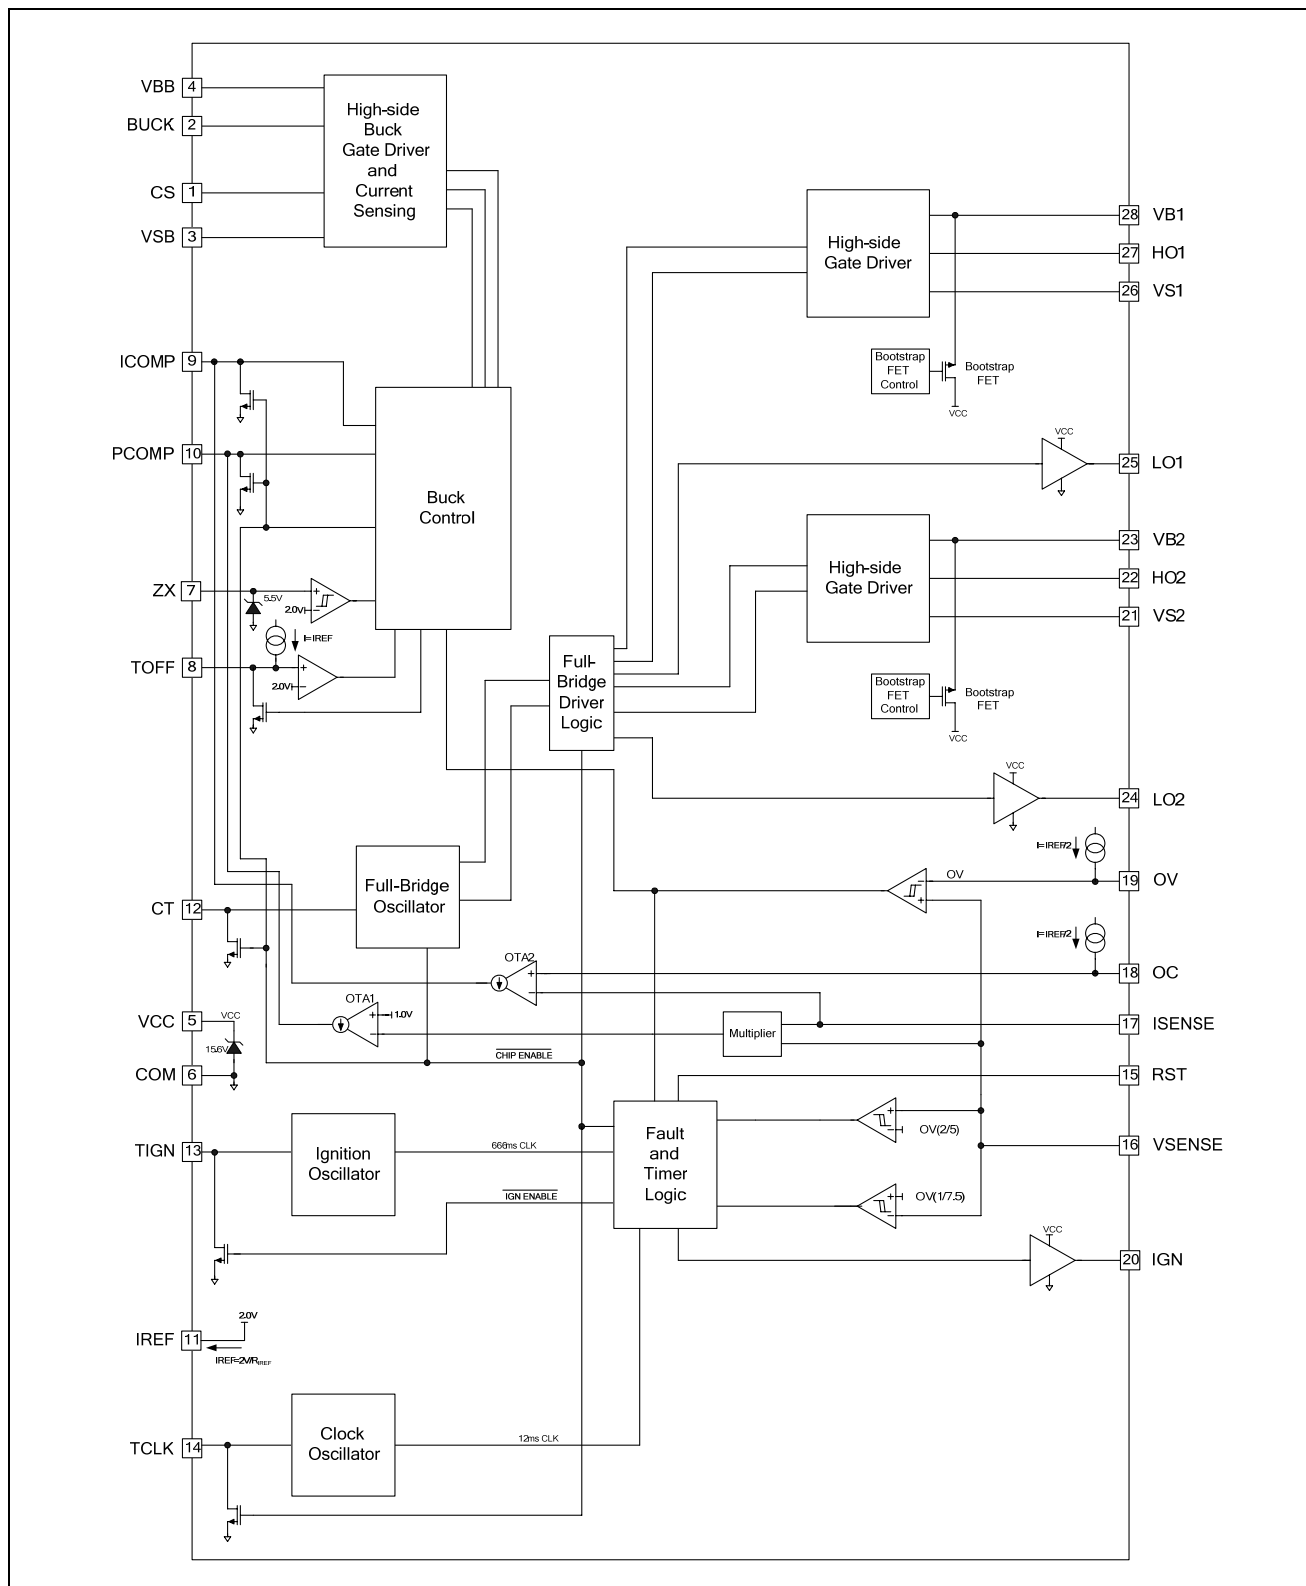 VBB 4
BUCK 2
CS 1
VSB 3
High-side
Buck
Gate Driver
and
Current
Sensing
High-side
Gate Driver
28 VB1
27 HO1
26 VS1
Bootstrap
FET
Control
Bootstrap
FET
VCC
ICOMP 9
PCOMP 10
Buck
Control
VCC
25 LO1
High-side
Gate Driver
23 VB2
22 HO2
21 VS2
ZX 7
5.5V
+
2.0V
−
I=IREF
TOFF 8
+
2.0V
−
Full-
Bridge
Driver
Logic
Bootstrap
FET
Control
Bootstrap
FET
VCC
VCC
24 LO2
I=IREF/2
Full-Bridge
Oscillator
OV
−
+
19 OV
CT 12
I=IREF/2
OTA2
+
−
18 OC
OTA1
+
1.0V
−
Multiplier
17 ISENSE
VCC 5
VCC
15.6V
COM 6
CHIP ENABLE
15 RST
TIGN 13
Ignition
Oscillator
666ms CLK
IGN ENABLE
Fault
and
Timer
Logic
+
−
OV(2/5)
16 VSENSE
+
−
OV(1/7.5)
VCC
20 IGN
IREF 11
2.0V
IREF=2V/RIREF
TCLK 14
Clock
Oscillator
12ms CLK